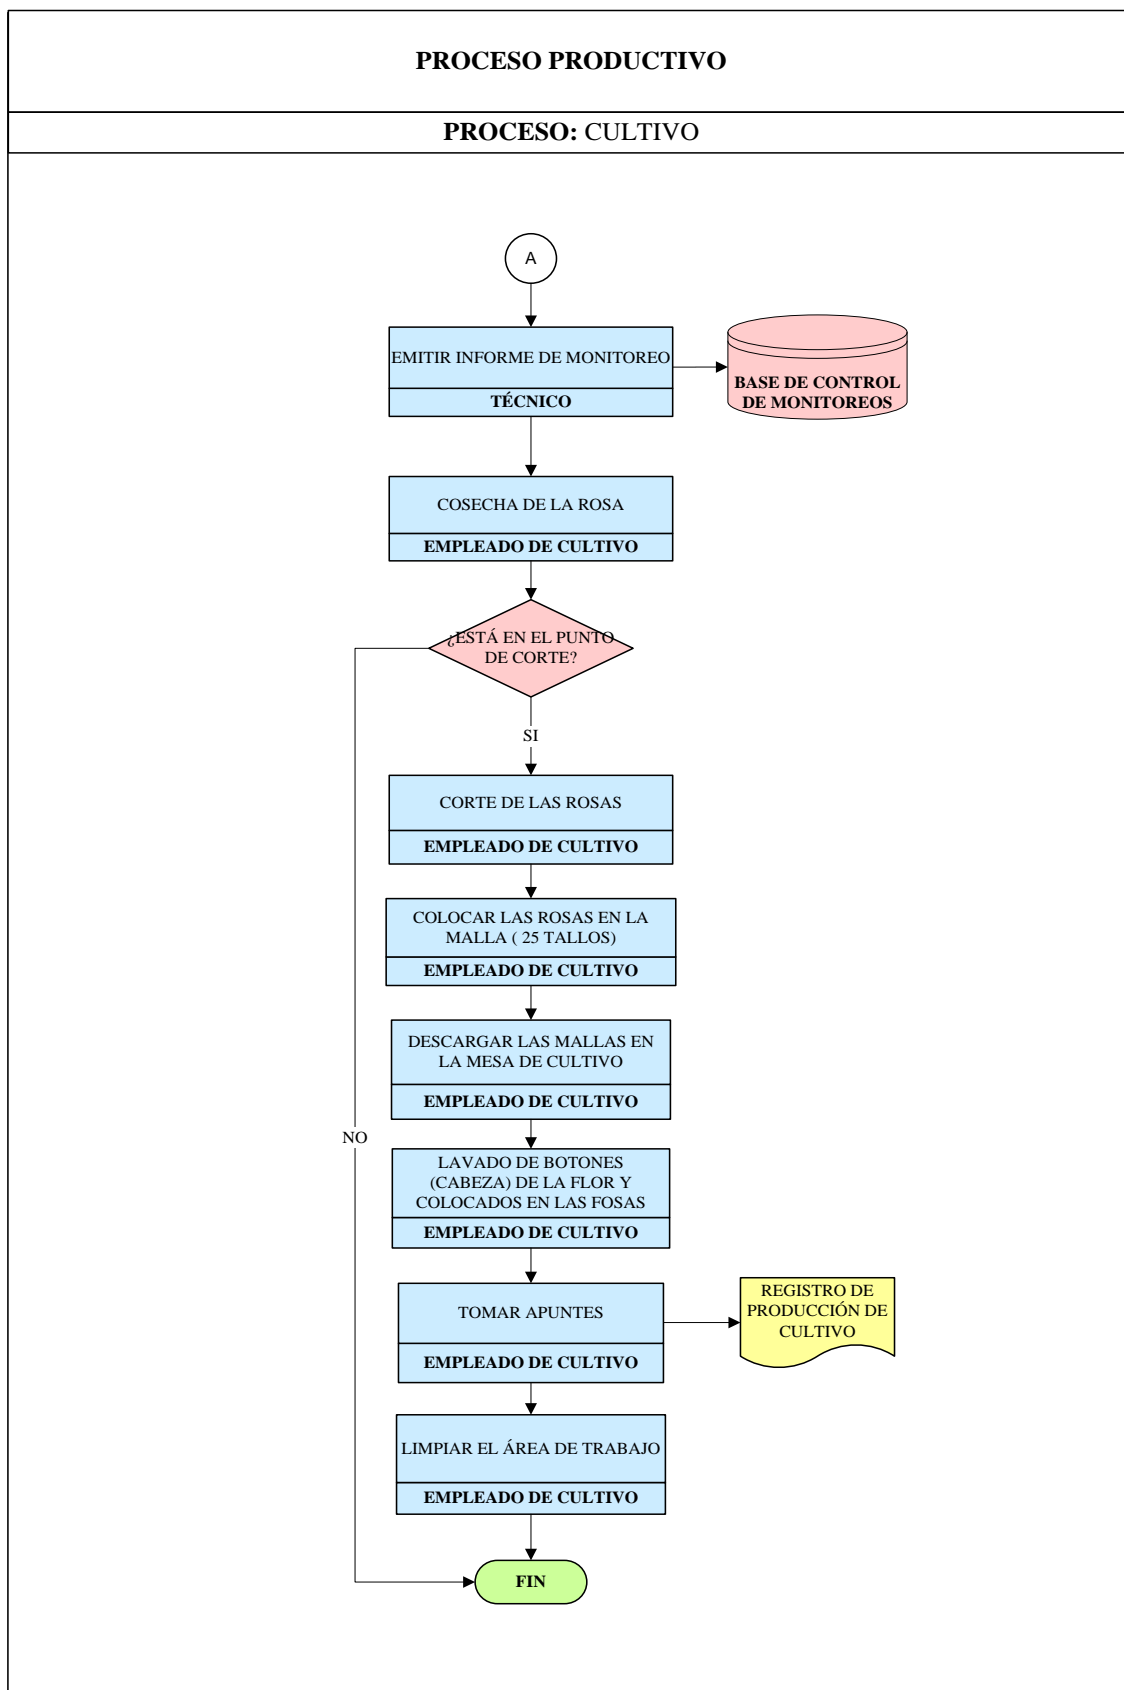 PROCESO PRODUCTIVO
PROCESO: CULTIVO
A
EMITIR INFORME DE MONITOREO
TÉCNICO
BASE DE CONTROL
DE MONITOREOS
COSECHA DE LA ROSA
EMPLEADO DE CULTIVO
¿ESTÁ EN EL PUNTO
DE CORTE?
SI
CORTE DE LAS ROSAS
EMPLEADO DE CULTIVO
COLOCAR LAS ROSAS EN LA
MALLA ( 25 TALLOS)
EMPLEADO DE CULTIVO
DESCARGAR LAS MALLAS EN
LA MESA DE CULTIVO
EMPLEADO DE CULTIVO
NO
LAVADO DE BOTONES
(CABEZA) DE LA FLOR Y
COLOCADOS EN LAS FOSAS
EMPLEADO DE CULTIVO
TOMAR APUNTES
EMPLEADO DE CULTIVO
REGISTRO DE
PRODUCCIÓN DE
CULTIVO
LIMPIAR EL ÁREA DE TRABAJO
EMPLEADO DE CULTIVO
FIN